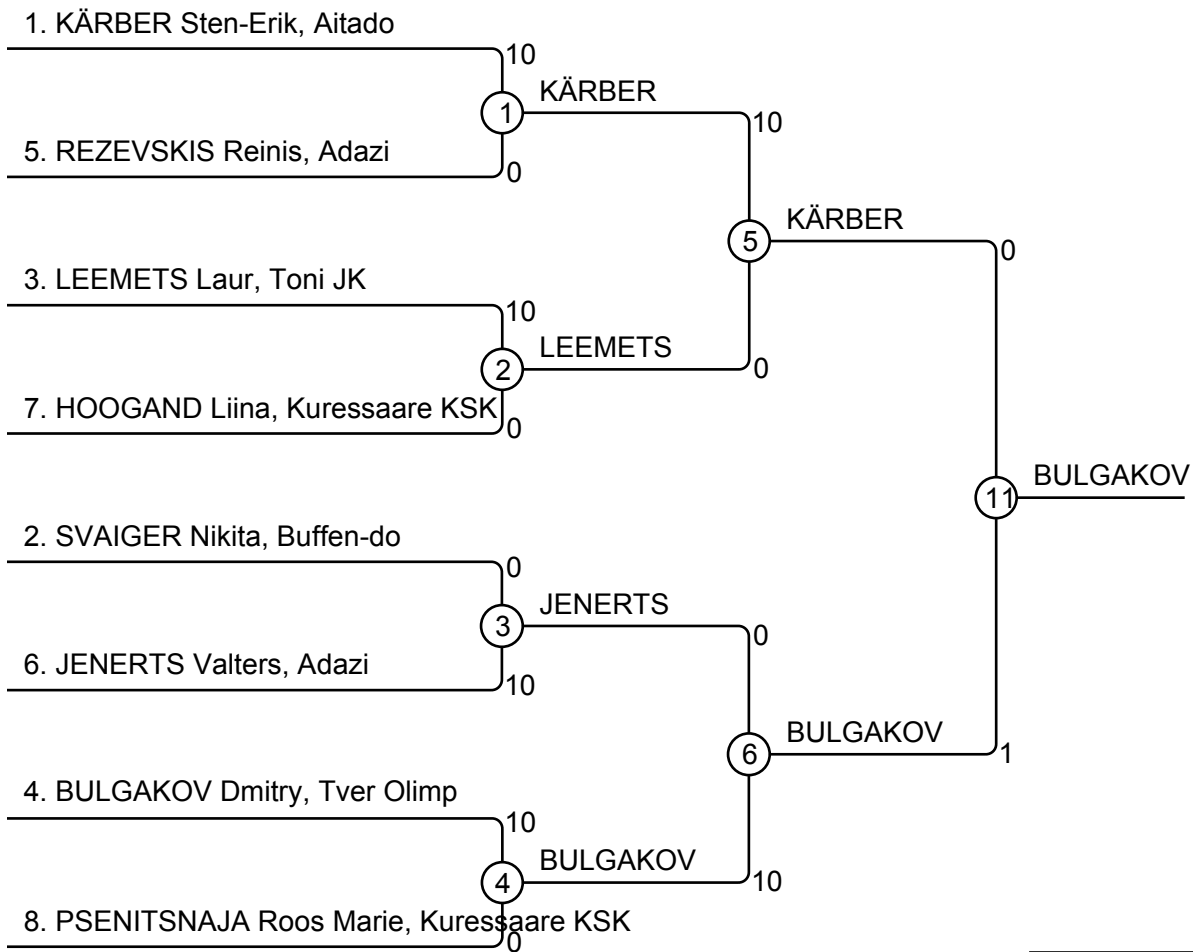 1. KÄRBER Sten-Erik, Aitado
10
KÄRBER
1
10
5. REZEVSKIS Reinis, Adazi
0
KÄRBER
5
0
3. LEEMETS Laur, Toni JK
10
LEEMETS
2
0
7. HOOGAND Liina, Kuressaare KSK
0
BULGAKOV
11
2. SVAIGER Nikita, Buffen-do
0
JENERTS
3
0
6. JENERTS Valters, Adazi
10
BULGAKOV
6
1
4. BULGAKOV Dmitry, Tver Olimp
10
BULGAKOV
4
10
8. PSENITSNAJA Roos Marie, Kuressaare KSK
0